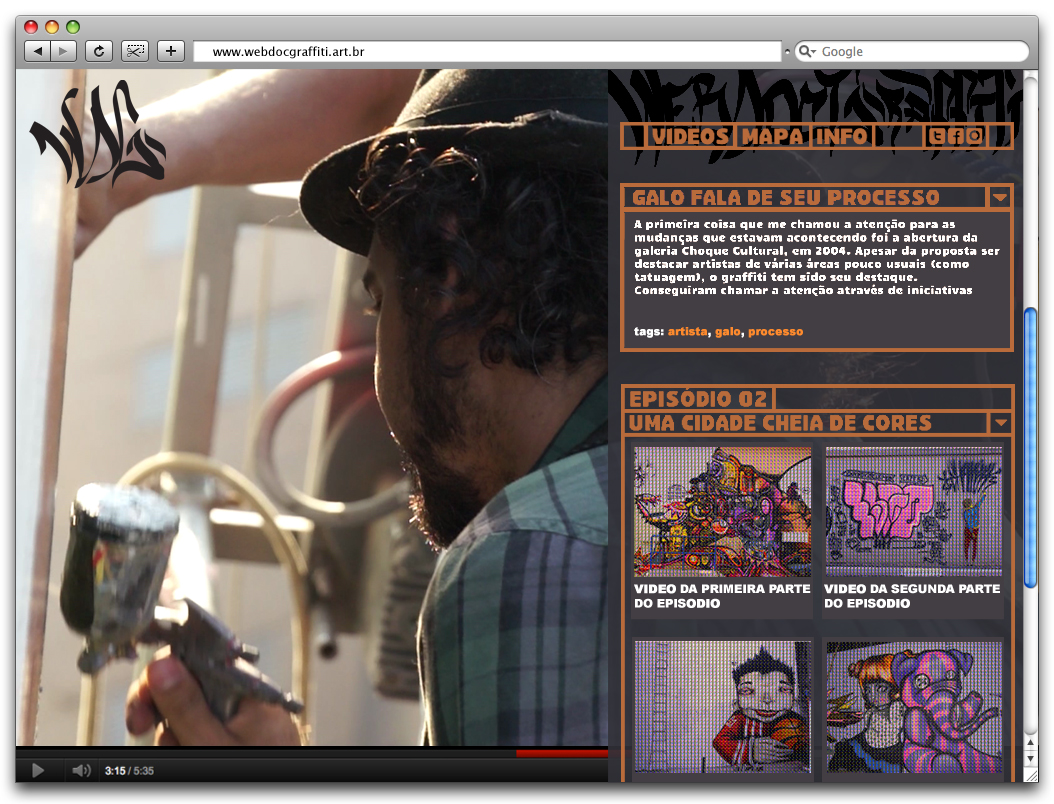 www.webdocgraffiti.art.br
Google
VIDEOS MAPA INFO
GALO FALA DE SEU PROCESSO
A primeira coisa que me chamou a atenção para as
mudanças que estavam acontecendo foi a abertura da
galeria Choque Cultural, em 2004. Apesar da proposta ser
destacar artistas de várias áreas pouco usuais (como
tatuagem), o graffiti tem sido seu destaque.
Conseguiram chamar a atenção através de iniciativas
tags: artista, galo, processo
EPISÓDIO 02
UMA CIDADE CHEIA DE CORES
VIDEO DA PRIMEIRA PARTE
DO EPISODIO
VIDEO DA SEGUNDA PARTE
DO EPISODIO
3:15 / 5:35